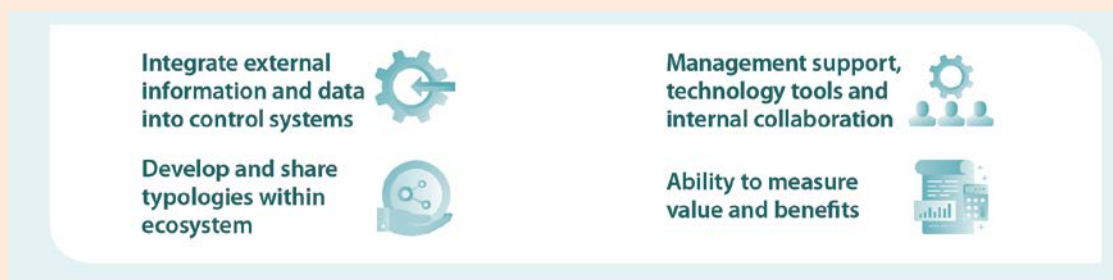 Integrate external
information and data
into control systems
Develop and share
typologies within
ecosystem
Management support,
technology tools and
internal collaboration
Ability to measure
value and benefits